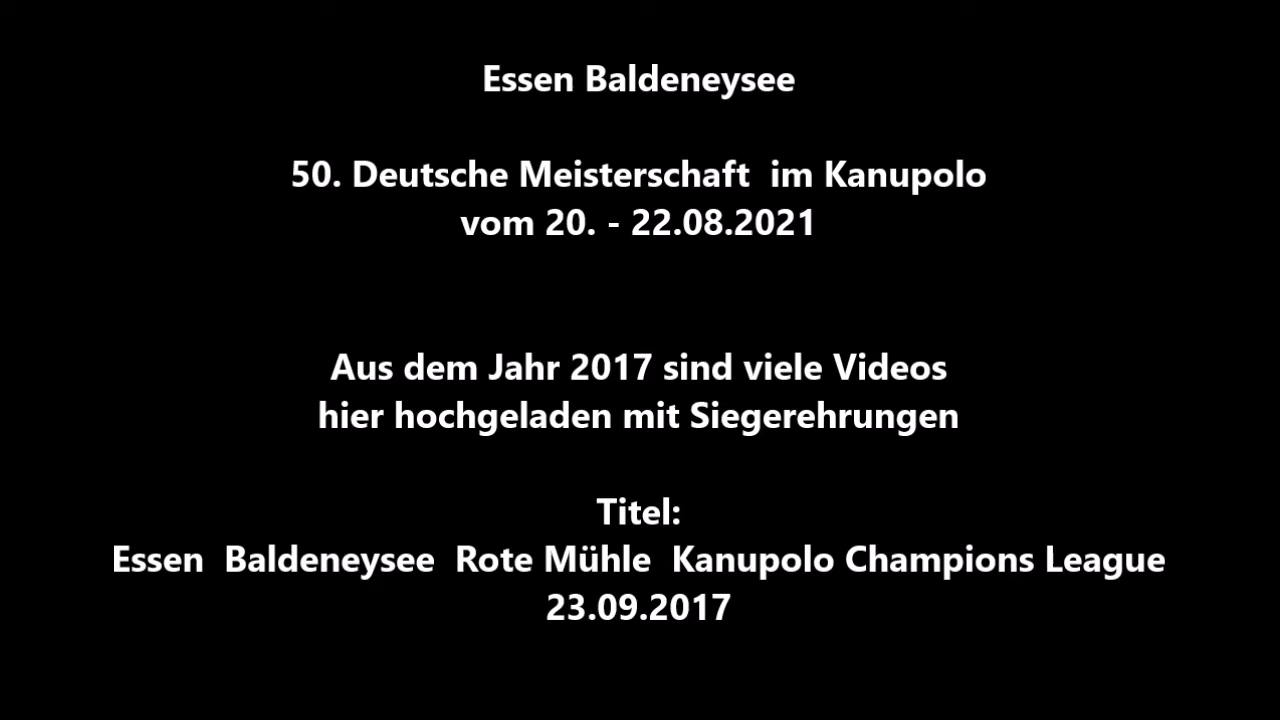 Essen Baldeneysee
50. Deutsche Meisterschaft  im Kanupolo
vom 20. - 22.08.2021
Aus dem Jahr 2017 sind viele Videos
hier hochgeladen mit Siegerehrungen
Titel:
Essen  Baldeneysee  Rote Mühle  Kanupolo Champions League
23.09.2017